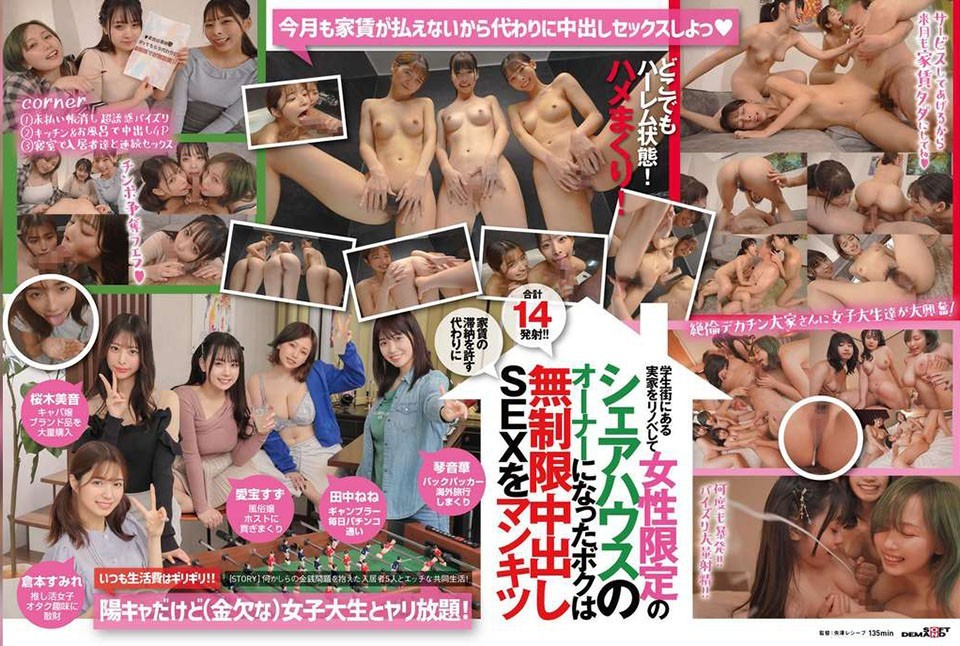 今月も家賃が払えないから代わりに中出しセックスしよっ♥
corner
①未払い帳消し超誘惑パイズリ
②キッチン&お風呂で中出し4P
③寝室で入居者達と連続セックス
チンポ争奪フェラ♥
どこでも
ハーレム状態!
ハメまくり!
サービスしてあげるから
来月も家賃タダにしてね♥
絶倫デカチン大家さんに女子大生達が大興奮!
合計
14
発射!!
家賃の
滞納を許す
代わりに
学生街にある
実家をリノベして
女性限定の
シェアハウスの
オーナーになったボクは
無制限中出し
SEXをマンキツ
桜木美音
キャバ嬢
ブランド品を
大量購入
愛宝すず
風俗嬢
ホストに
貢ぎまくり
田中ねね
ギャンブラー
毎日パチンコ
通い
琴音華
バックパッカー
海外旅行
しまくり
倉本すみれ
推し活女子
オタク趣味に
散財
何度も暴発!!
パイズリ大量射精!!
いつも生活費はギリギリ!!
[STORY]何かしらの金銭問題を抱えた入居者5人とエッチな共同生活!
陽キャだけど(金欠な)女子大生とヤリ放題!
監督:矢澤レシーブ 135min
SOFT ON DEMAND